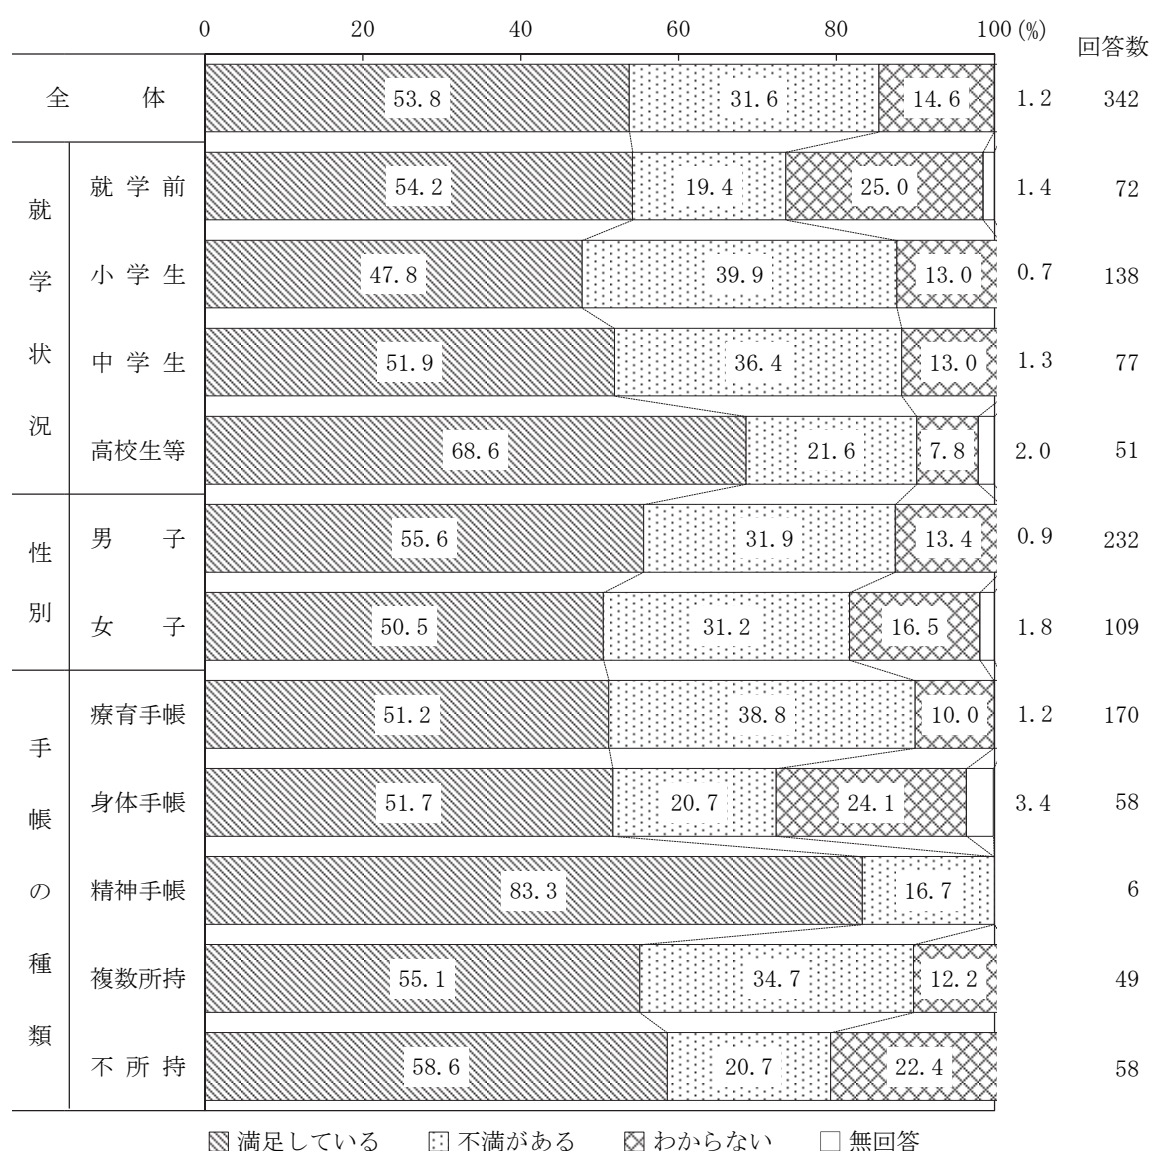 0 20 40 60 80 100 (%) 回答数
全 体 53.8 31.6 14.6 1.2 342
就学状況
就学前 54.2 19.4 25.0 1.4 72
小学生 47.8 39.9 13.0 0.7 138
中学生 51.9 36.4 13.0 1.3 77
高校生等 68.6 21.6 7.8 2.0 51
性別
男 子 55.6 31.9 13.4 0.9 232
女 子 50.5 31.2 16.5 1.8 109
手帳の種類
療育手帳 51.2 38.8 10.0 1.2 170
身体手帳 51.7 20.7 24.1 3.4 58
精神手帳 83.3 16.7 6
複数所持 55.1 34.7 12.2 49
不所持 58.6 20.7 22.4 58
満足している 不満がある わからない 無回答